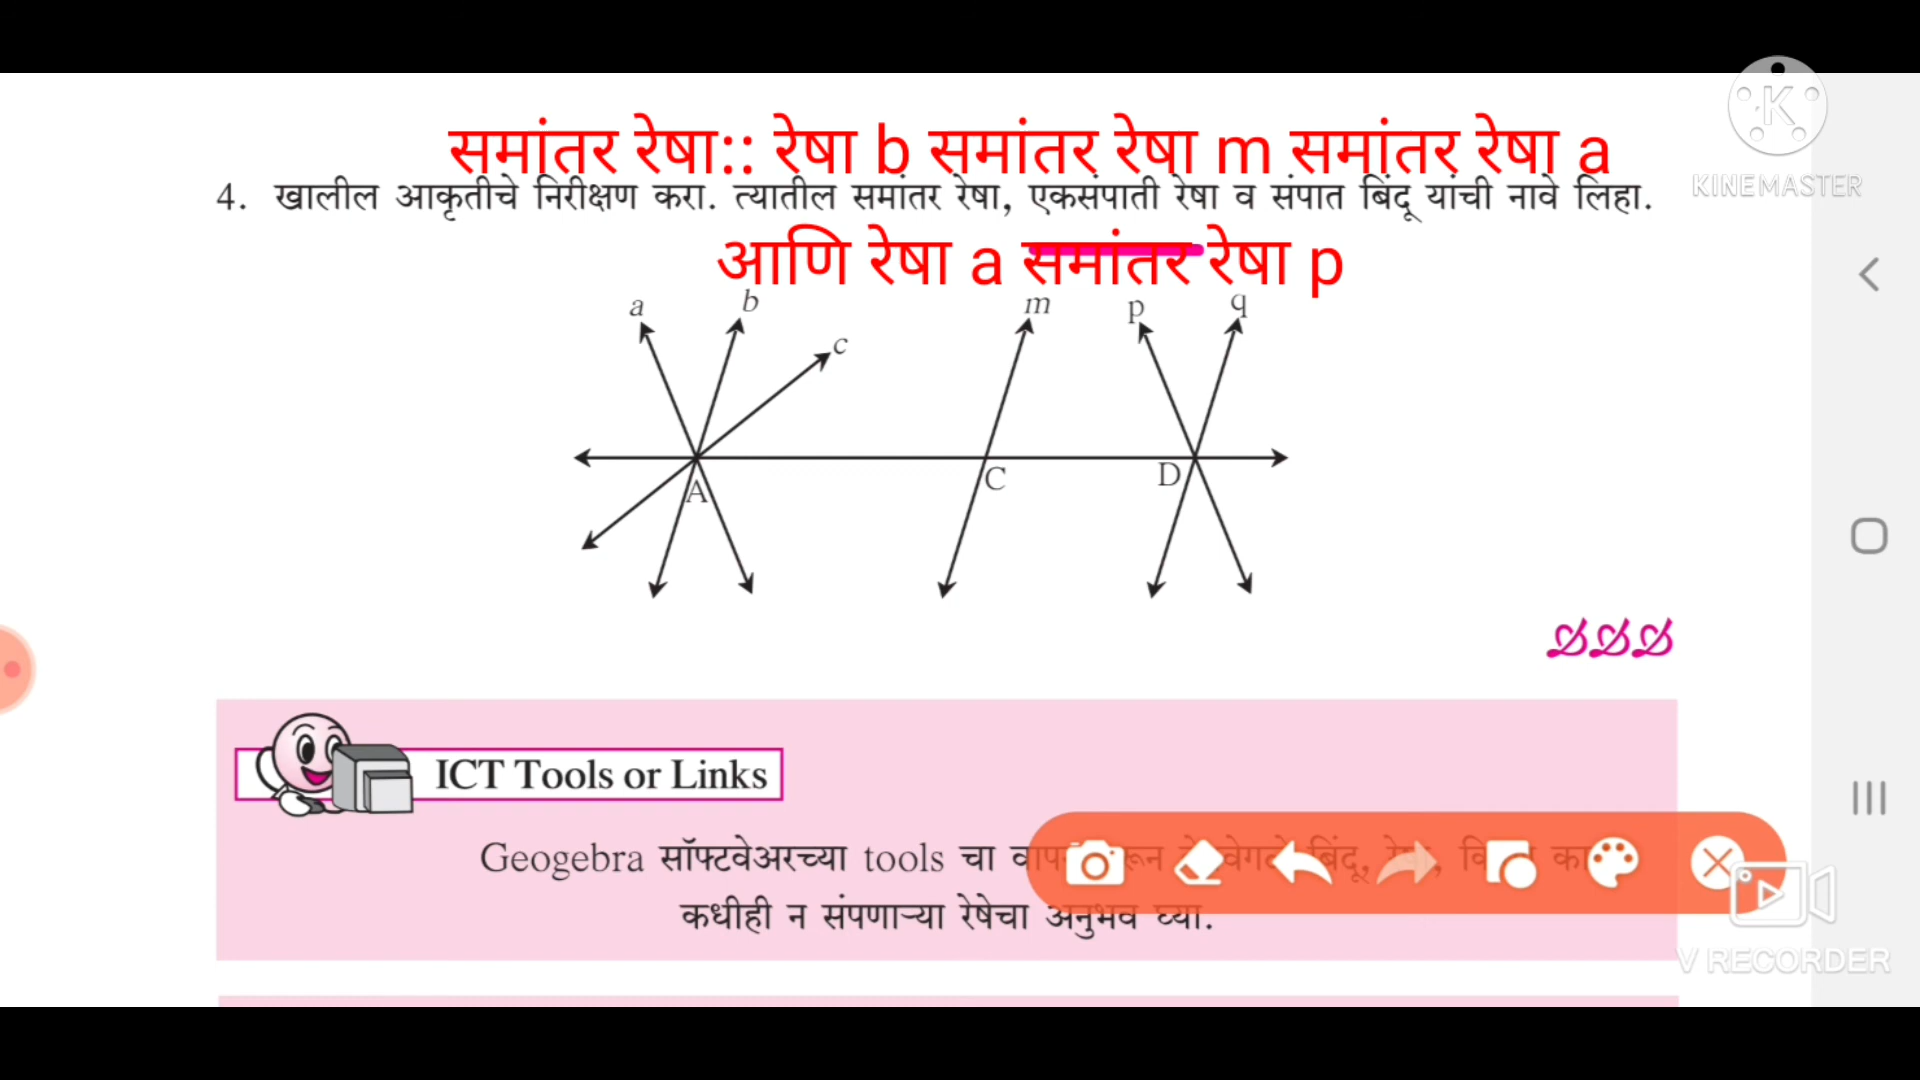 समांतर रेषा:: रेषा b समांतर रेषा m समांतर रेषा a
KINEMASTER
4. खालील आकृतीचे निरीक्षण करा. त्यातील समांतर रेषा, एकसंपाती रेषा व संपात बिंदू यांची नावे लिहा.
आणि रेषा a समांतर रेषा p
a b c m p q
A C D
ICT Tools or Links
Geogebra सॉफ्टवेअरच्या tools चा बिंदू,
कधीही न संपणाऱ्या रेषेचा अनुभव घ्या.
V RECORDER